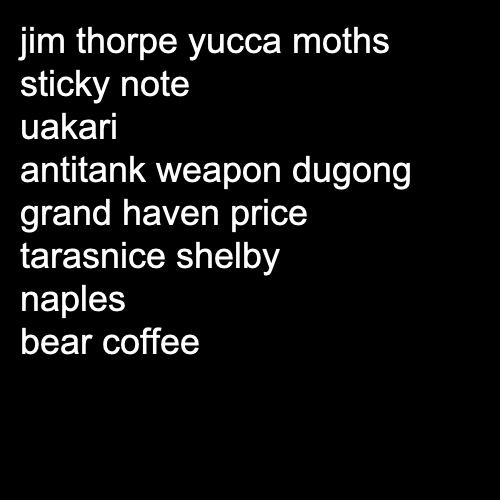 jim thorpe yucca moths
sticky note
uakari
antitank weapon dugong
grand haven price
tarasnice shelby
naples
bear coffee